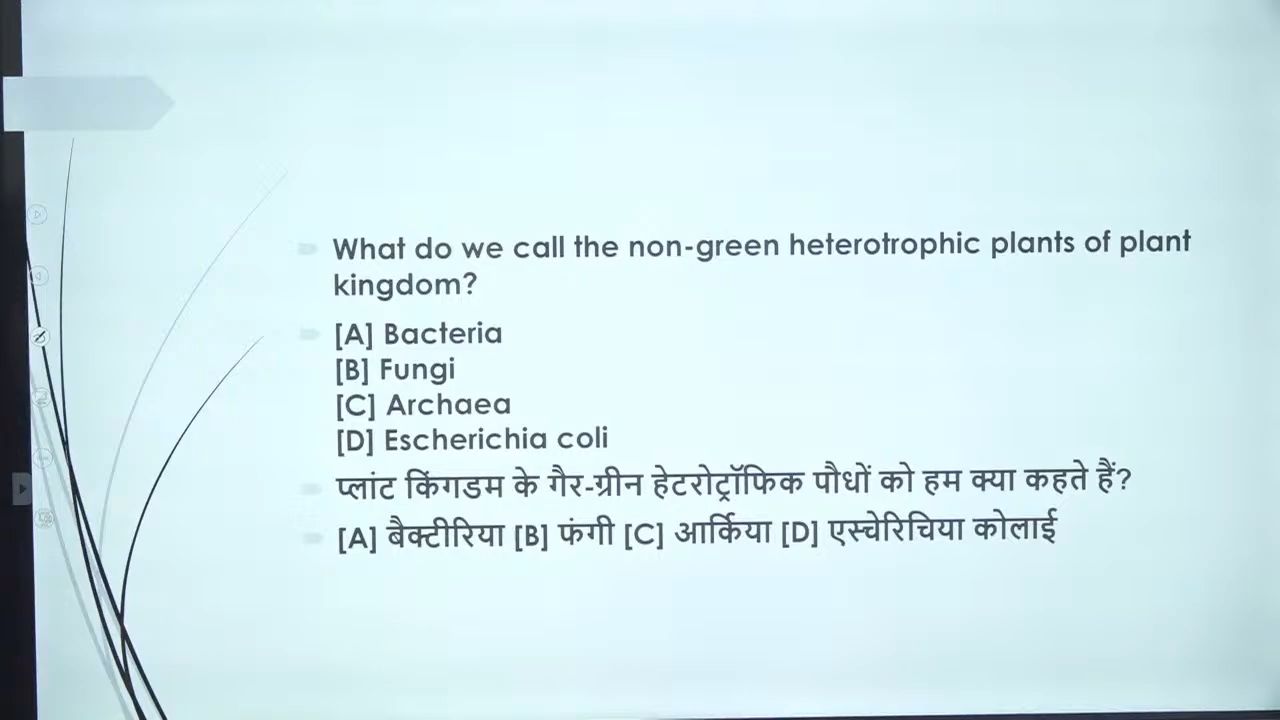 What do we call the non-green heterotrophic plants of plant
kingdom?
[A] Bacteria
[B] Fungi
[C] Archaea
[D] Escherichia coli
प्लांट किंगडम के गैर-ग्रीन हेटरोट्रॉफिक पौधों को हम क्या कहते हैं?
[A] बैक्टीरिया [B] फंगी [C] आर्किया [D] एस्चेरिचिया कोलाई